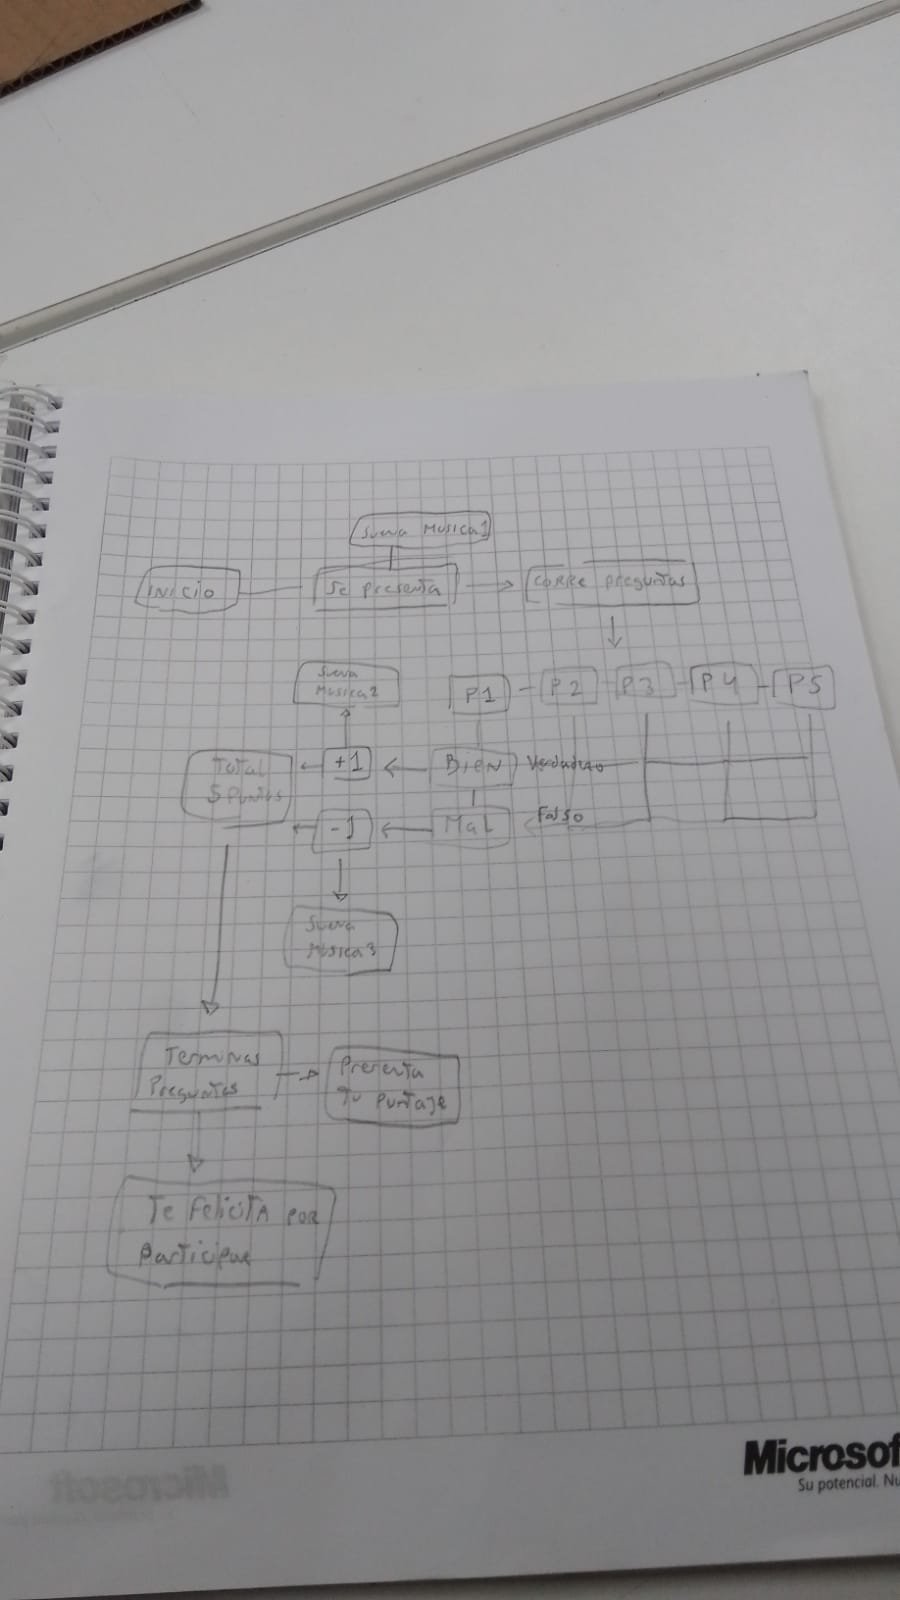 Suena Musica 1
INICIO
Se presenta
CORRE preguntas
Suena
Musica 2
P1
P2
P3
P4
P5
Total
5 Puntos
+1
Bien
Verdadero
-1
Mal
Falso
Suena
Musica 3
Terminas
Preguntas
Presenta
Tu Puntaje
Te Felicita por
Participar
Microsof
Su potencial. Nu
Microsoft